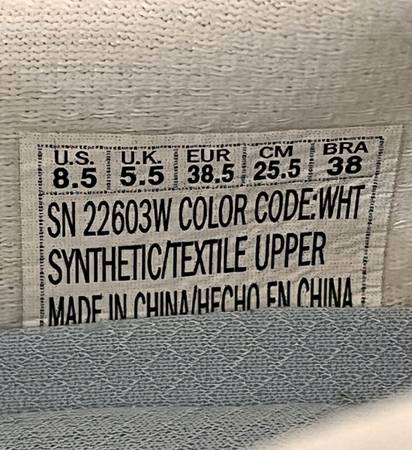 U.S. U.K. EUR CM BRA
8.5 5.5 38.5 25.5 38
SN 22603W COLOR CODE:WHT
SYNTHETIC/TEXTILE UPPER
MADE IN CHINA/HECHO EN CHINA